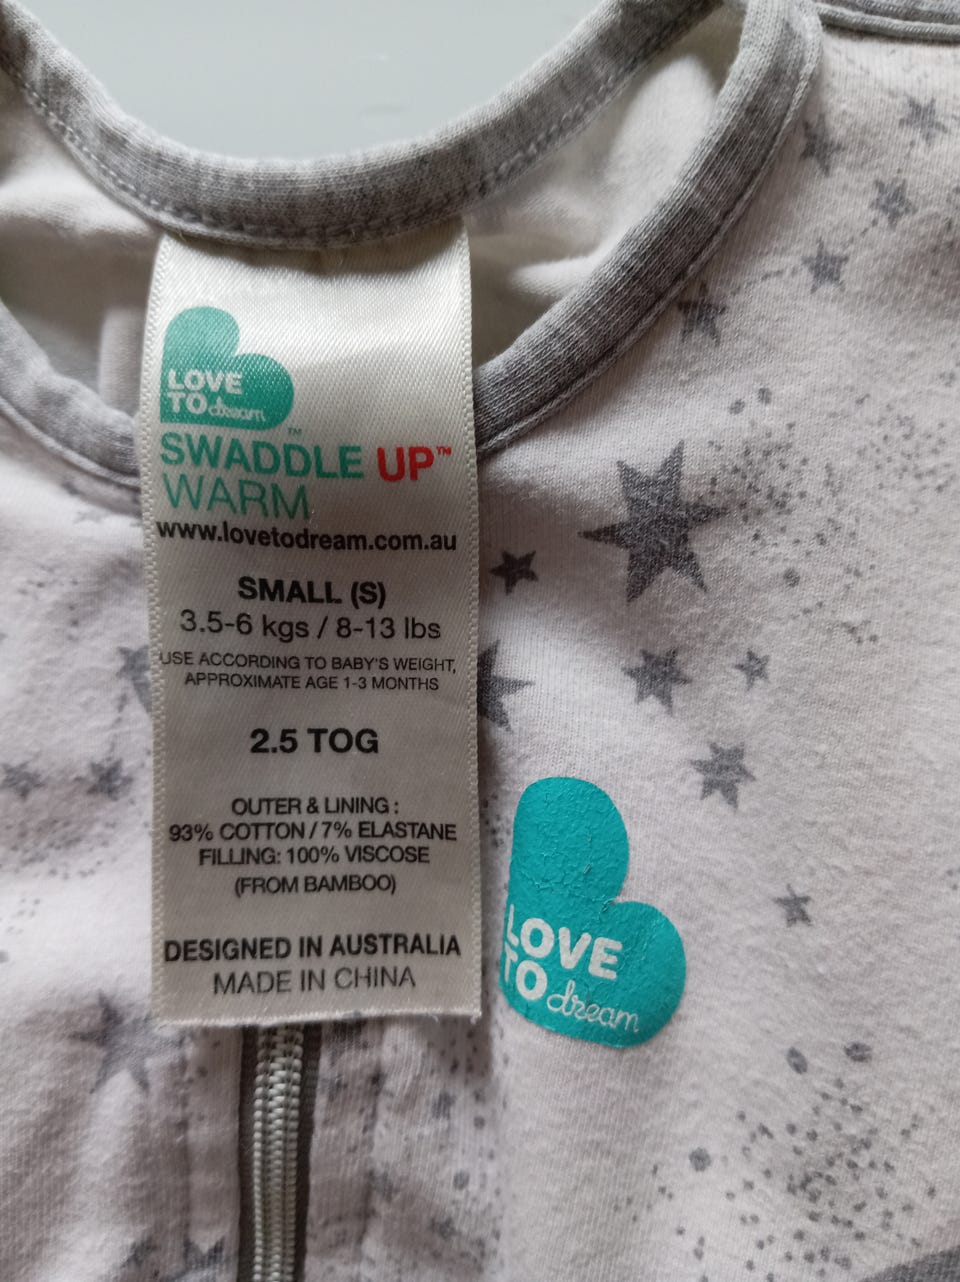 LOVE
TO dream™
SWADDLE UP™
WARM
www.lovetodream.com.au
SMALL (S)
3.5-6 kgs / 8-13 lbs
USE ACCORDING TO BABY'S WEIGHT,
APPROXIMATE AGE 1-3 MONTHS
2.5 TOG
OUTER & LINING :
93% COTTON / 7% ELASTANE
FILLING: 100% VISCOSE
(FROM BAMBOO)
DESIGNED IN AUSTRALIA
MADE IN CHINA
LOVE
TO dream